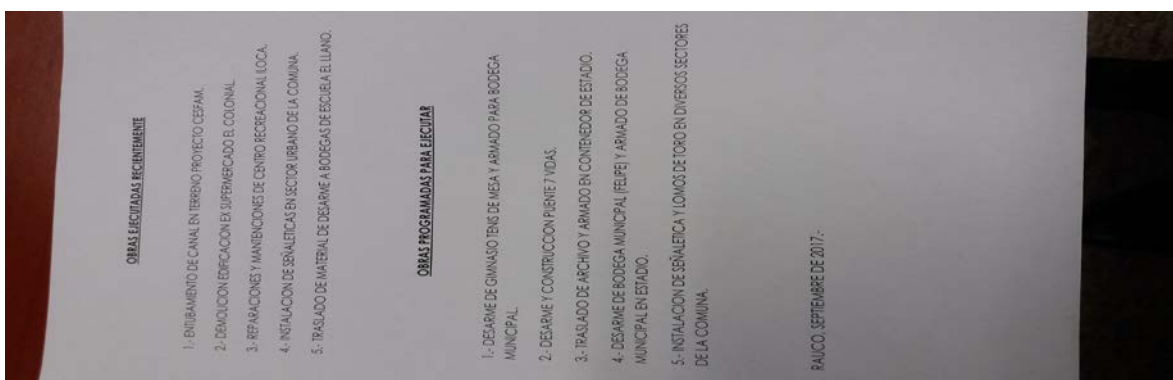 OBRAS EJECUTADAS RECIENTEMENTE
1.- ENTUBAMIENTO DE CANAL EN TERRENO PROYECTO CESFAM.
2.- DEMOLICION EDIFICACION EX SUPERMERCADO EL COLONIAL.
3.- REPARACIONES Y MANTENCIONES DE CENTRO RECREACIONAL ILOCA.
4.- INSTALACION DE SEÑALETICAS EN SECTOR URBANO DE LA COMUNA.
5.- TRASLADO DE MATERIAL DE DESARME A BODEGAS DE ESCUELA EL LLANO.
OBRAS PROGRAMADAS PARA EJECUTAR
1.- DESARME DE GIMNASIO TENIS DE MESA Y ARMADO PARA BODEGA
MUNICIPAL.
2.- DESARME Y CONSTRUCCION PUENTE 7 VIDAS.
3.- TRASLADO DE ARCHIVO Y ARMADO EN CONTENEDOR DE ESTADIO.
4.- DESARME DE BODEGA MUNICIPAL (FELIPE) Y ARMADO DE BODEGA
MUNICIPAL EN ESTADIO.
5.- INSTALACION DE SEÑALETICA Y LOMOS DE TORO EN DIVERSOS SECTORES
DE LA COMUNA.
RAUCO, SEPTIEMBRE DE 2017.-